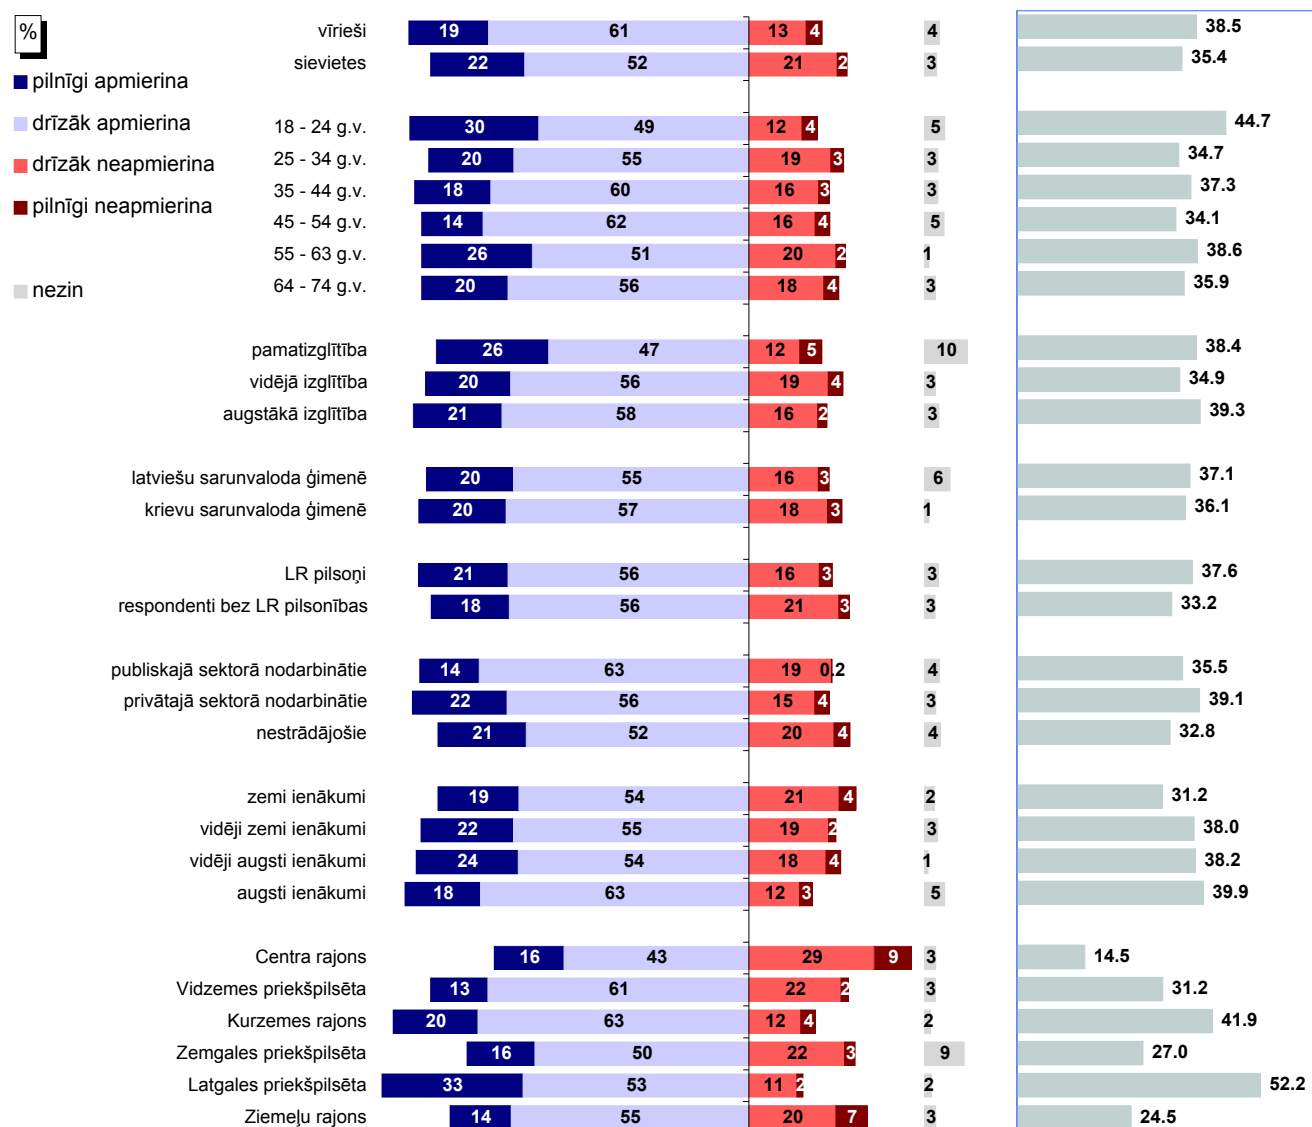 %
pilnīgi apmierina
drīzāk apmierina
drīzāk neapmierina
pilnīgi neapmierina
nezin
vīrieši 19 61 13 4 4 38.5
sievietes 22 52 21 2 3 35.4
18 - 24 g.v. 30 49 12 4 5 44.7
25 - 34 g.v. 20 55 19 3 3 34.7
35 - 44 g.v. 18 60 16 3 3 37.3
45 - 54 g.v. 14 62 16 4 5 34.1
55 - 63 g.v. 26 51 20 2 1 38.6
64 - 74 g.v. 20 56 18 4 3 35.9
pamatizglītība 26 47 12 5 10 38.4
vidējā izglītība 20 56 19 4 3 34.9
augstākā izglītība 21 58 16 2 3 39.3
latviešu sarunvaloda ģimenē 20 55 16 3 6 37.1
krievu sarunvaloda ģimenē 20 57 18 3 1 36.1
LR pilsoņi 21 56 16 3 3 37.6
respondenti bez LR pilsonības 18 56 21 3 3 33.2
publiskajā sektorā nodarbinātie 14 63 19 0.2 4 35.5
privātajā sektorā nodarbinātie 22 56 15 4 3 39.1
nestrādājošie 21 52 20 4 4 32.8
zemi ienākumi 19 54 21 4 2 31.2
vidēji zemi ienākumi 22 55 19 2 3 38.0
vidēji augsti ienākumi 24 54 18 4 1 38.2
augsti ienākumi 18 63 12 3 5 39.9
Centra rajons 16 43 29 9 3 14.5
Vidzemes priekšpilsēta 13 61 22 2 3 31.2
Kurzemes rajons 20 63 12 4 2 41.9
Zemgales priekšpilsēta 16 50 22 3 9 27.0
Latgales priekšpilsēta 33 53 11 2 2 52.2
Ziemeļu rajons 14 55 20 7 3 24.5